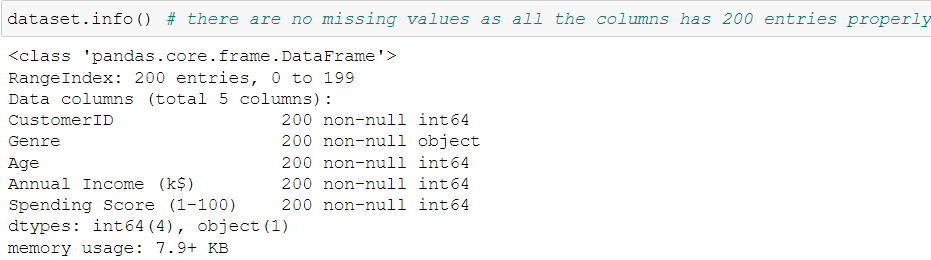 dataset.info() # there are no missing values as all the columns has 200 entries properly
<class 'pandas.core.frame.DataFrame'>
RangeIndex: 200 entries, 0 to 199
Data columns (total 5 columns):
CustomerID                200 non-null int64
Genre                     200 non-null object
Age                       200 non-null int64
Annual Income (k$)        200 non-null int64
Spending Score (1-100)    200 non-null int64
dtypes: int64(4), object(1)
memory usage: 7.9+ KB